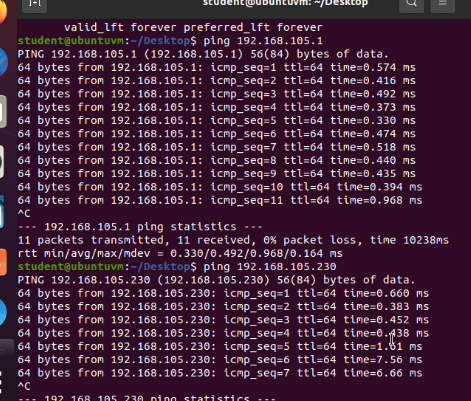 student@ubuntuvm: ~/Desktop
valid_lft forever preferred_lft forever
student@ubuntuvm:~/Desktop$ ping 192.168.105.1
PING 192.168.105.1 (192.168.105.1) 56(84) bytes of data.
64 bytes from 192.168.105.1: icmp_seq=1 ttl=64 time=0.574 ms
64 bytes from 192.168.105.1: icmp_seq=2 ttl=64 time=0.416 ms
64 bytes from 192.168.105.1: icmp_seq=3 ttl=64 time=0.492 ms
64 bytes from 192.168.105.1: icmp_seq=4 ttl=64 time=0.373 ms
64 bytes from 192.168.105.1: icmp_seq=5 ttl=64 time=0.330 ms
64 bytes from 192.168.105.1: icmp_seq=6 ttl=64 time=0.474 ms
64 bytes from 192.168.105.1: icmp_seq=7 ttl=64 time=0.518 ms
64 bytes from 192.168.105.1: icmp_seq=8 ttl=64 time=0.440 ms
64 bytes from 192.168.105.1: icmp_seq=9 ttl=64 time=0.435 ms
64 bytes from 192.168.105.1: icmp_seq=10 ttl=64 time=0.394 ms
64 bytes from 192.168.105.1: icmp_seq=11 ttl=64 time=0.968 ms
^C
--- 192.168.105.1 ping statistics ---
11 packets transmitted, 11 received, 0% packet loss, time 10238ms
rtt min/avg/max/mdev = 0.330/0.492/0.968/0.164 ms
student@ubuntuvm:~/Desktop$ ping 192.168.105.230
PING 192.168.105.230 (192.168.105.230) 56(84) bytes of data.
64 bytes from 192.168.105.230: icmp_seq=1 ttl=64 time=0.660 ms
64 bytes from 192.168.105.230: icmp_seq=2 ttl=64 time=0.383 ms
64 bytes from 192.168.105.230: icmp_seq=3 ttl=64 time=0.452 ms
64 bytes from 192.168.105.230: icmp_seq=4 ttl=64 ms
64 bytes from 192.168.105.230: icmp_seq=5 ttl=64 ms
64 bytes from 192.168.105.230: icmp_seq=6 ttl=64 time=7.56 ms
64 bytes from 192.168.105.230: icmp_seq=7 ttl=64 time=6.66 ms
^C
--- 192.168.105.230 ping statistics ---